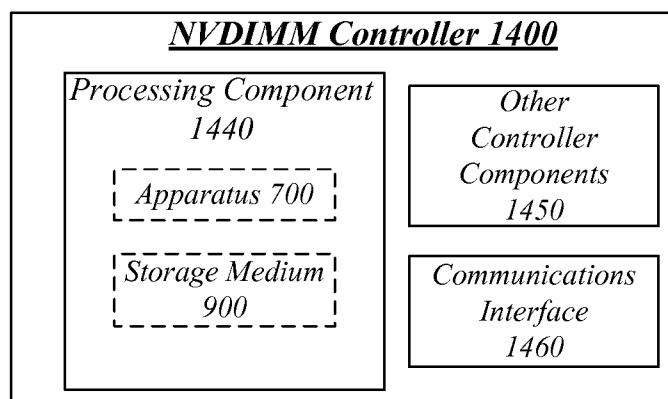 NVDIMM Controller 1400
Processing Component
1440
Apparatus 700
Storage Medium
900
Other
Controller
Components
1450
Communications
Interface
1460